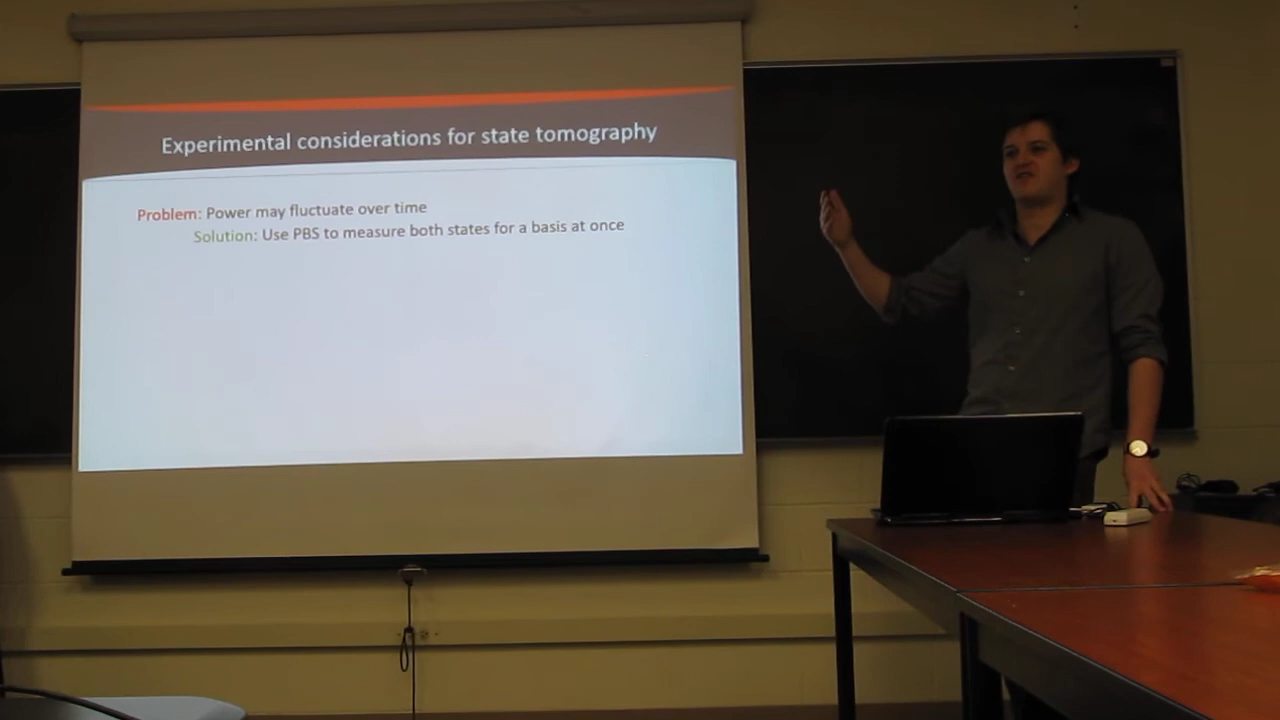 Experimental considerations for state tomography
Problem: Power may fluctuate over time
Solution: Use PBS to measure both states for a basis at once